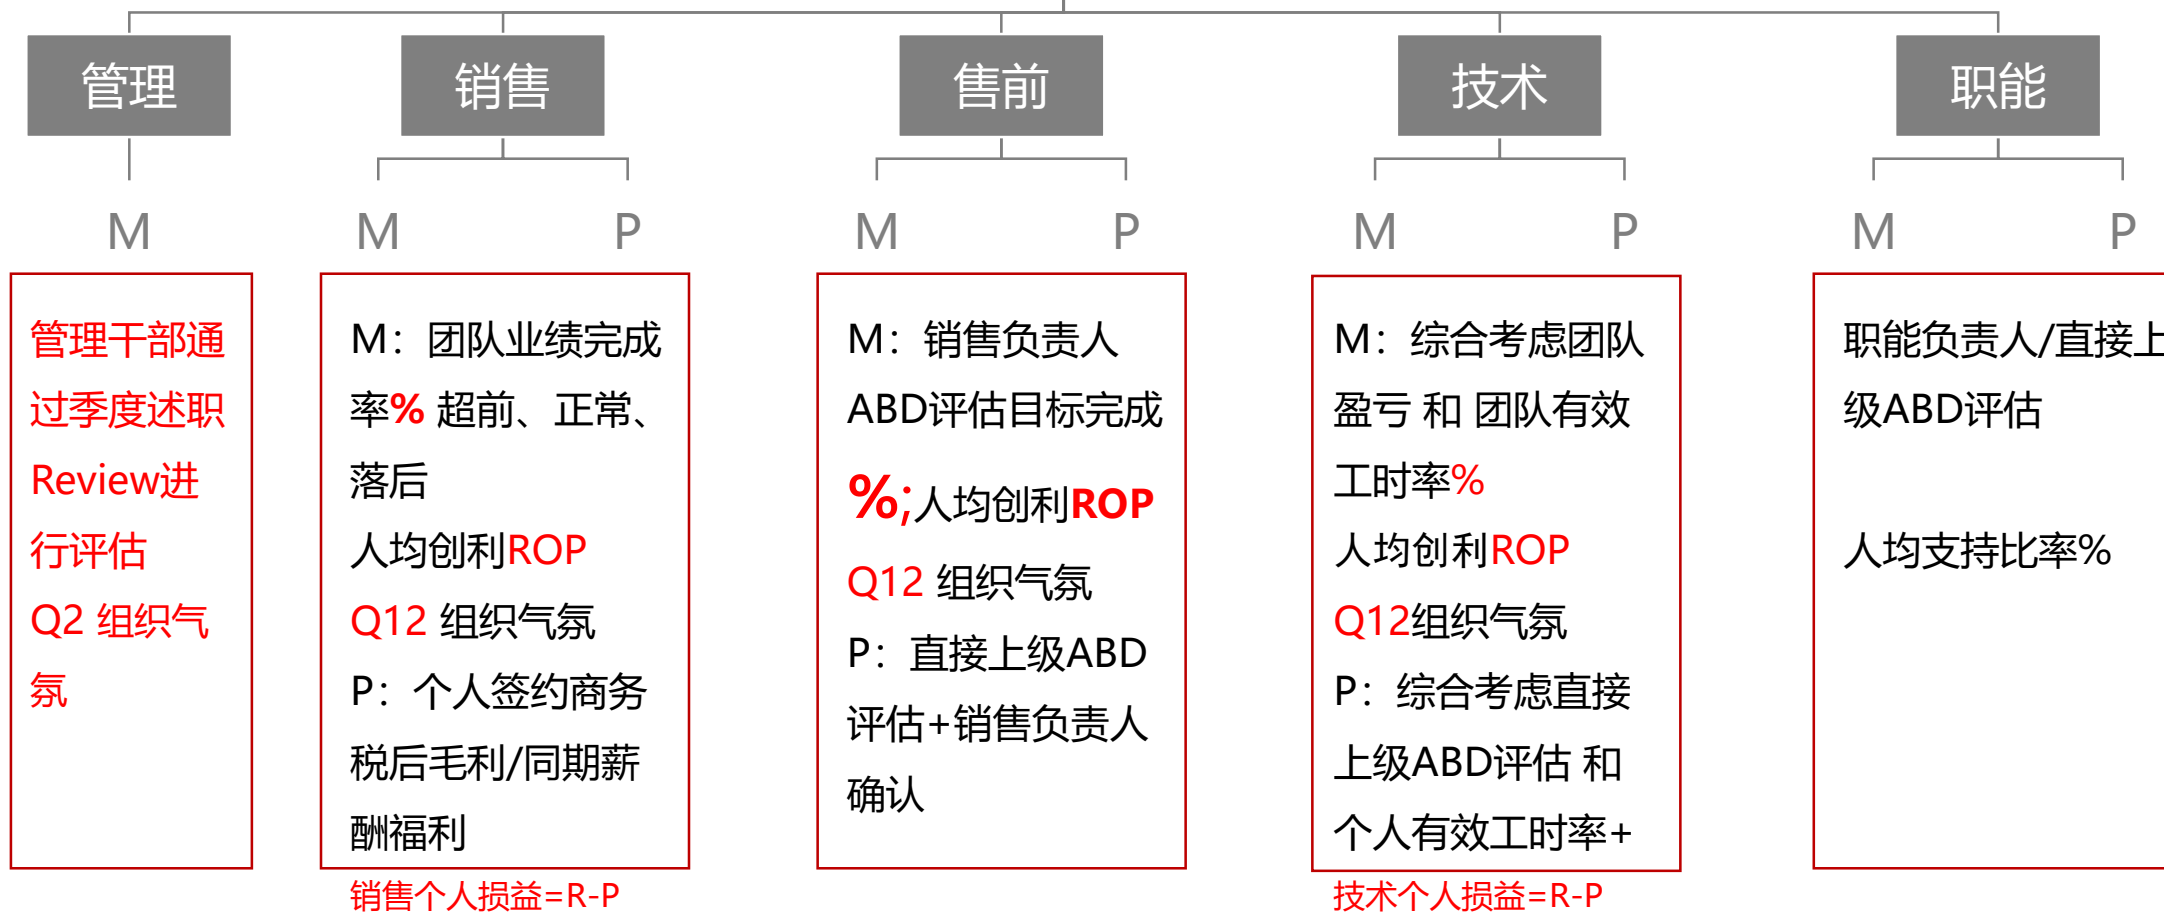 管理
销售
售前
技术
职能
M
M
P
M
P
M
P
M
P
管理干部通
过季度述职
Review进
行评估
Q2 组织气
氛
M：团队业绩完成
率% 超前、正常、
落后
人均创利ROP
Q12 组织气氛
P：个人签约商务
税后毛利/同期薪
酬福利
销售个人损益=R-P
M：销售负责人
ABD评估目标完成
%;人均创利ROP
Q12 组织气氛
P：直接上级ABD
评估+销售负责人
确认
M：综合考虑团队
盈亏 和 团队有效
工时率%
人均创利ROP
Q12组织气氛
P：综合考虑直接
上级ABD评估 和
个人有效工时率+
技术个人损益=R-P
职能负责人/直接上
级ABD评估
人均支持比率%